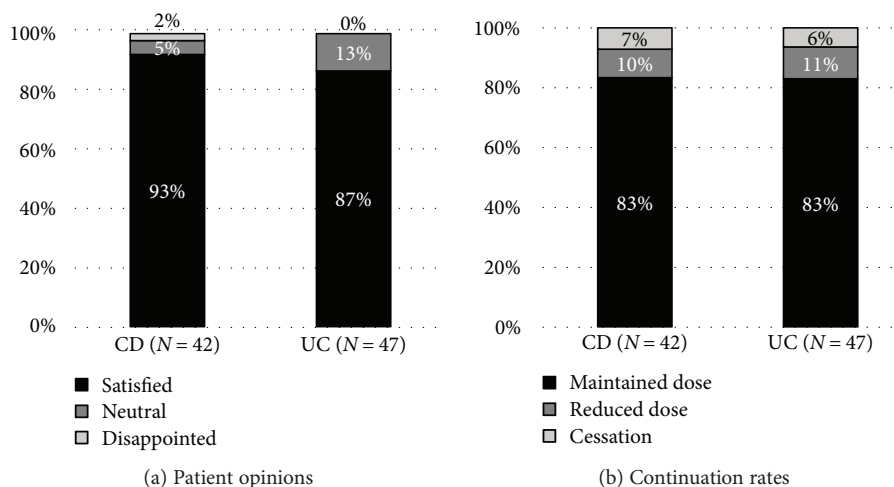 100%
80%
60%
40%
20%
0%
2%
5%
93%
0%
13%
87%
CD (N = 42)
UC (N = 47)
Satisfied
Neutral
Disappointed
(a) Patient opinions
100%
80%
60%
40%
20%
0%
7%
10%
83%
6%
11%
83%
CD (N = 42)
UC (N = 47)
Maintained dose
Reduced dose
Cessation
(b) Continuation rates